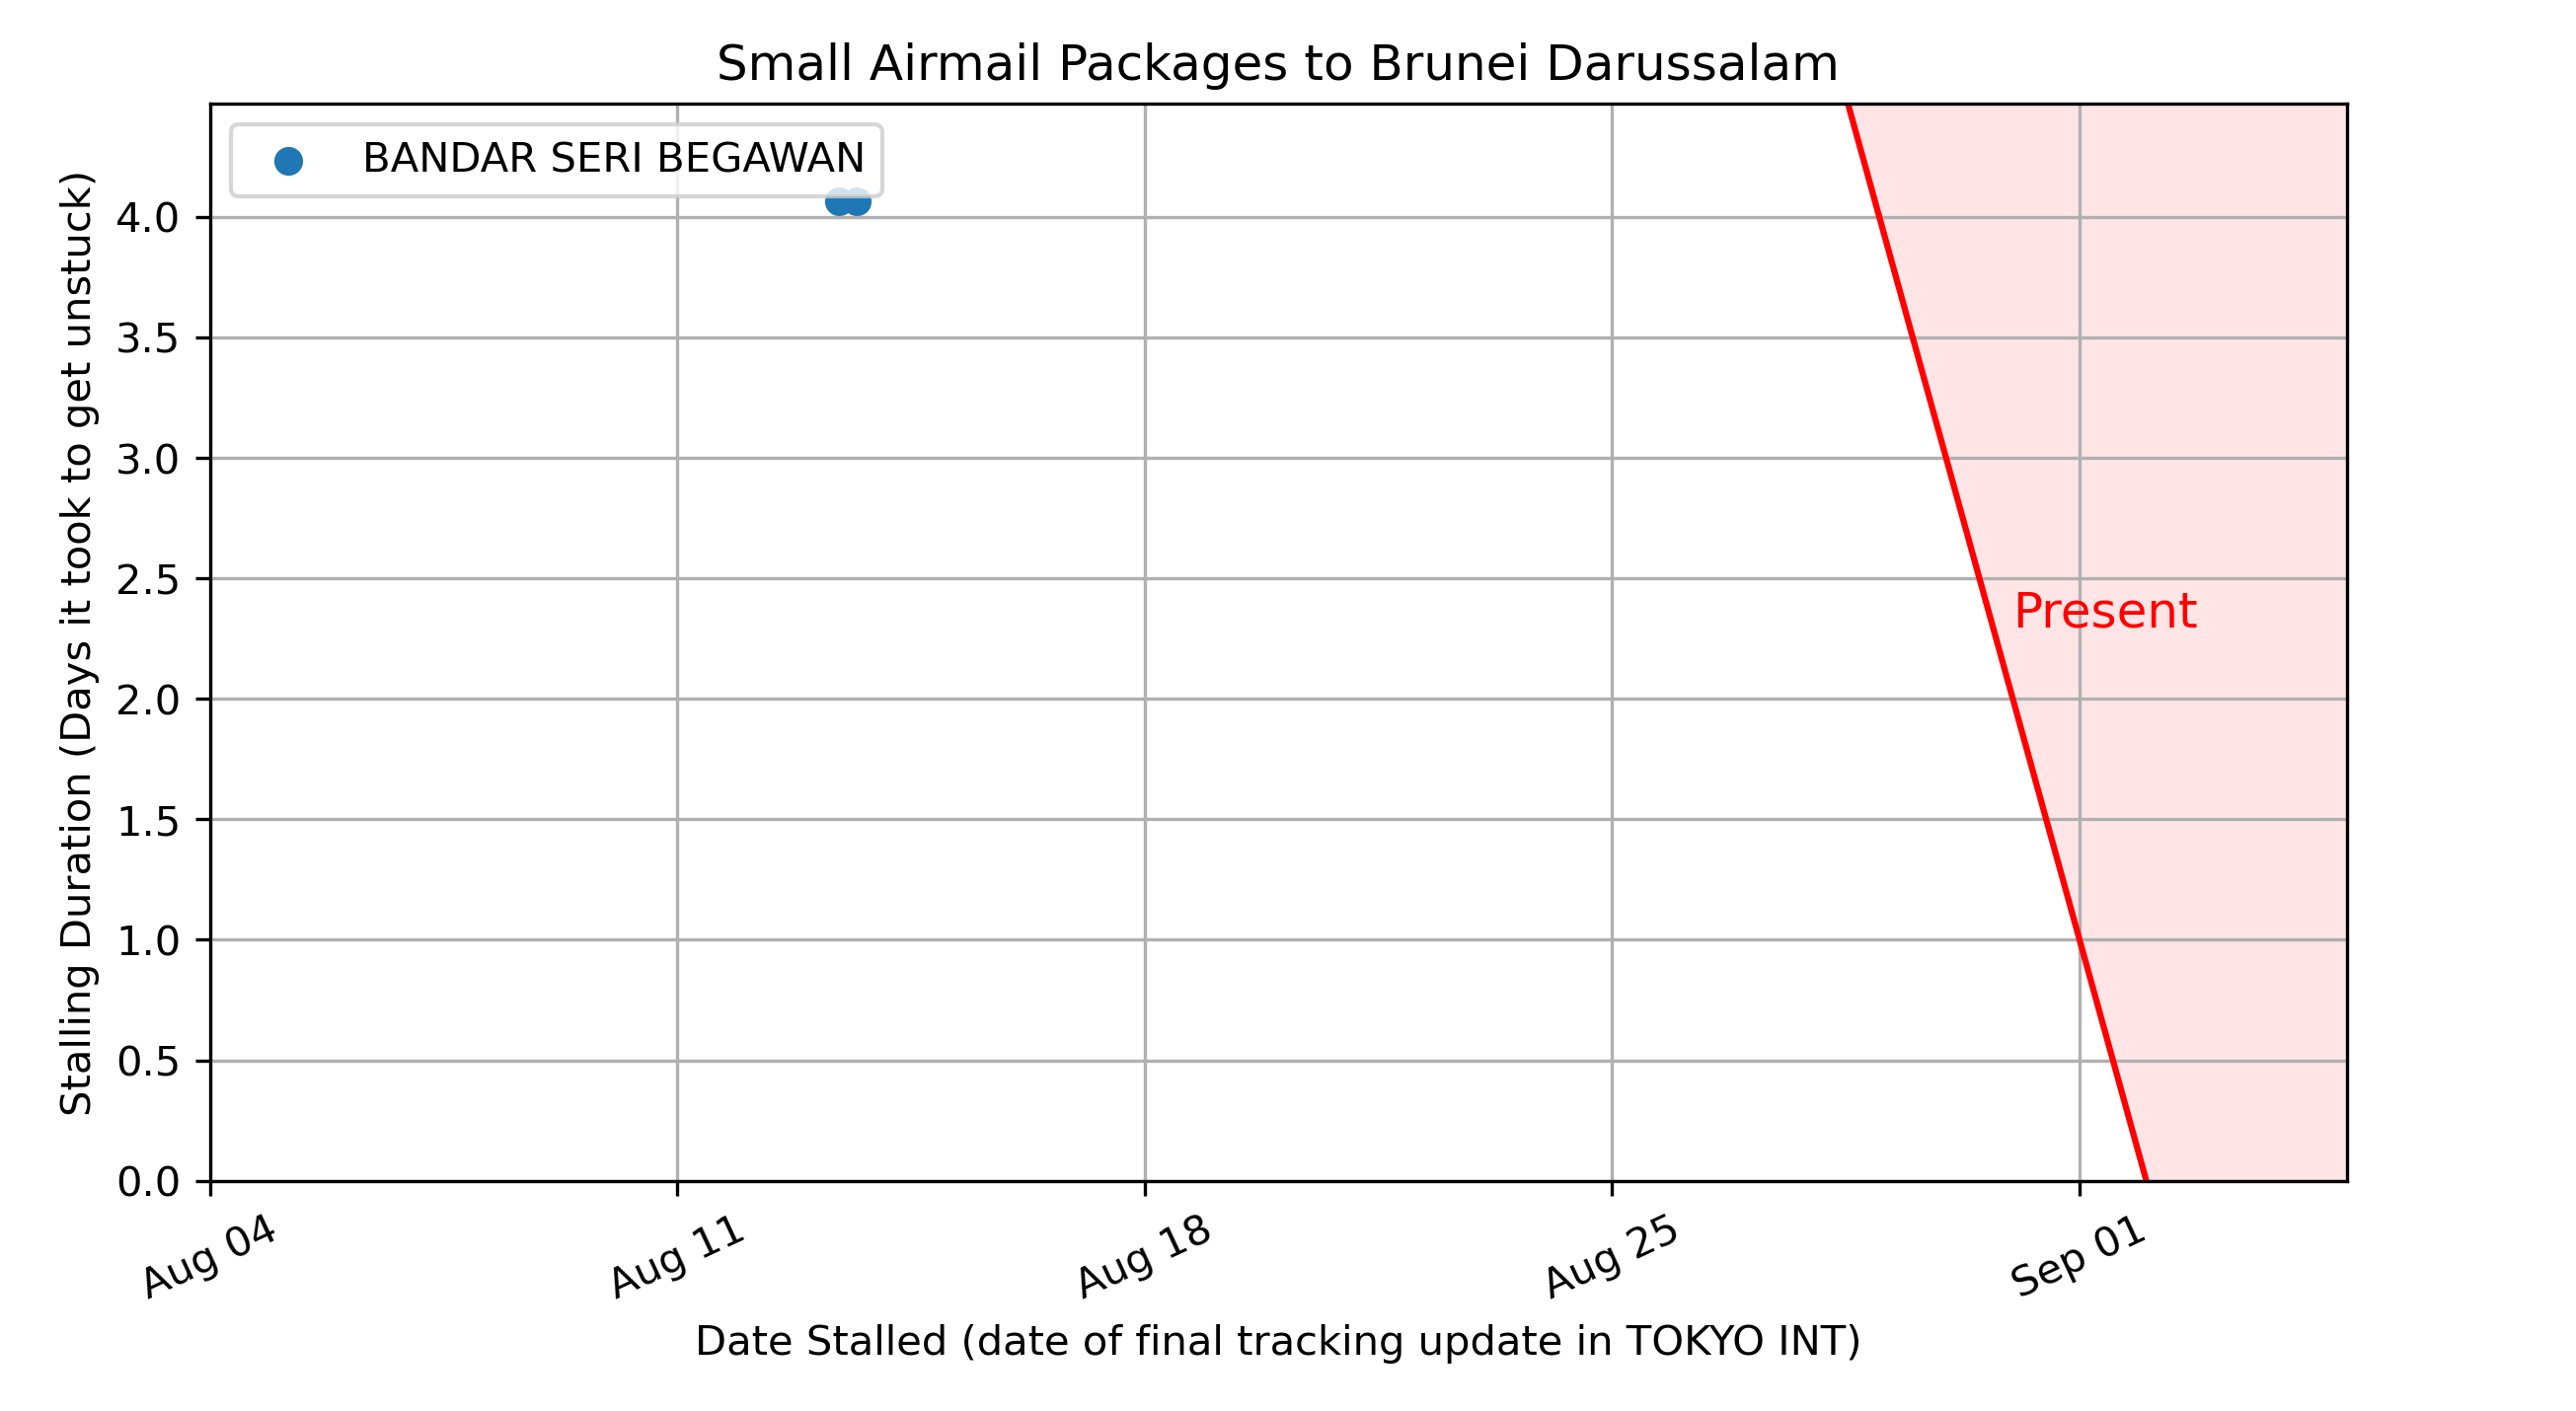 Small Airmail Packages to Brunei Darussalam
BANDAR SERI BEGAWAN
Stalling Duration (Days it took to get unstuck)
4.0
3.5
3.0
2.5
2.0
1.5
1.0
0.5
0.0
Present
Aug 04
Aug 11
Aug 18
Aug 25
Sep 01
Date Stalled (date of final tracking update in TOKYO INT)